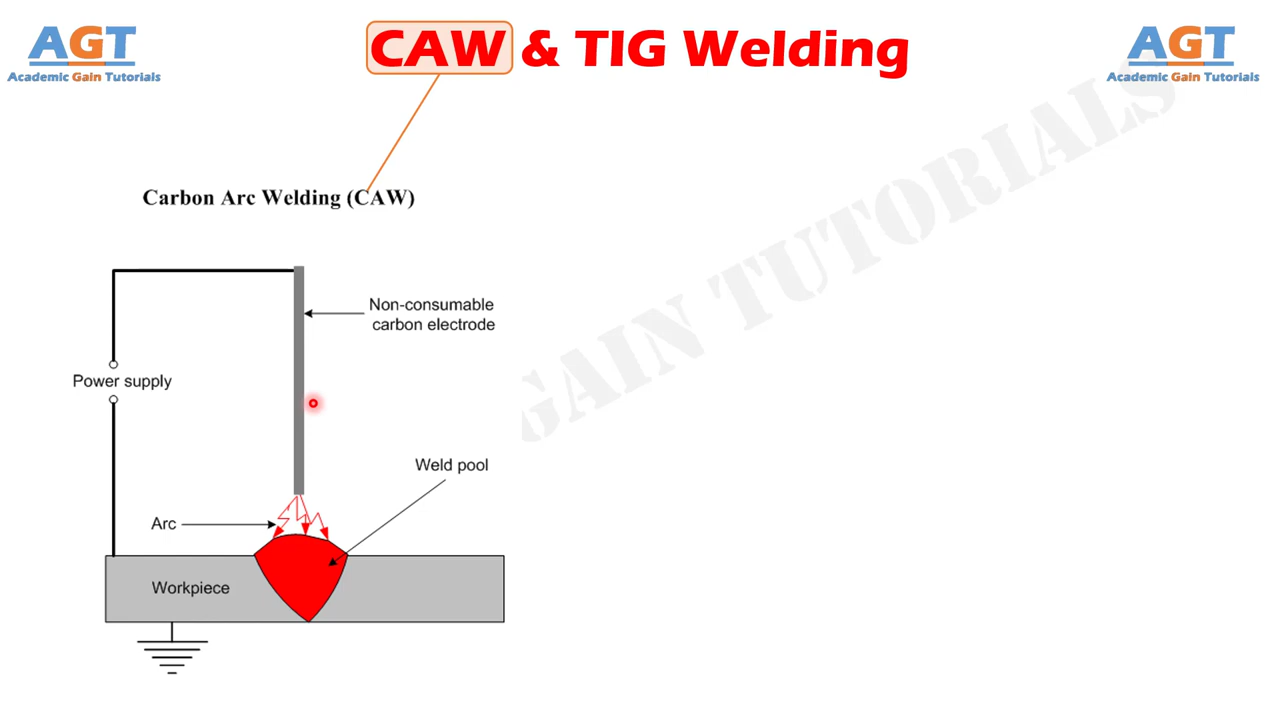 AGT
Academic Gain Tutorials
CAW & TIG Welding
AGT
Academic Gain Tutorials
Carbon Arc Welding (CAW)
Non-consumable
carbon electrode
Power supply
Weld pool
Arc
Workpiece
GAIN TUTORIALS